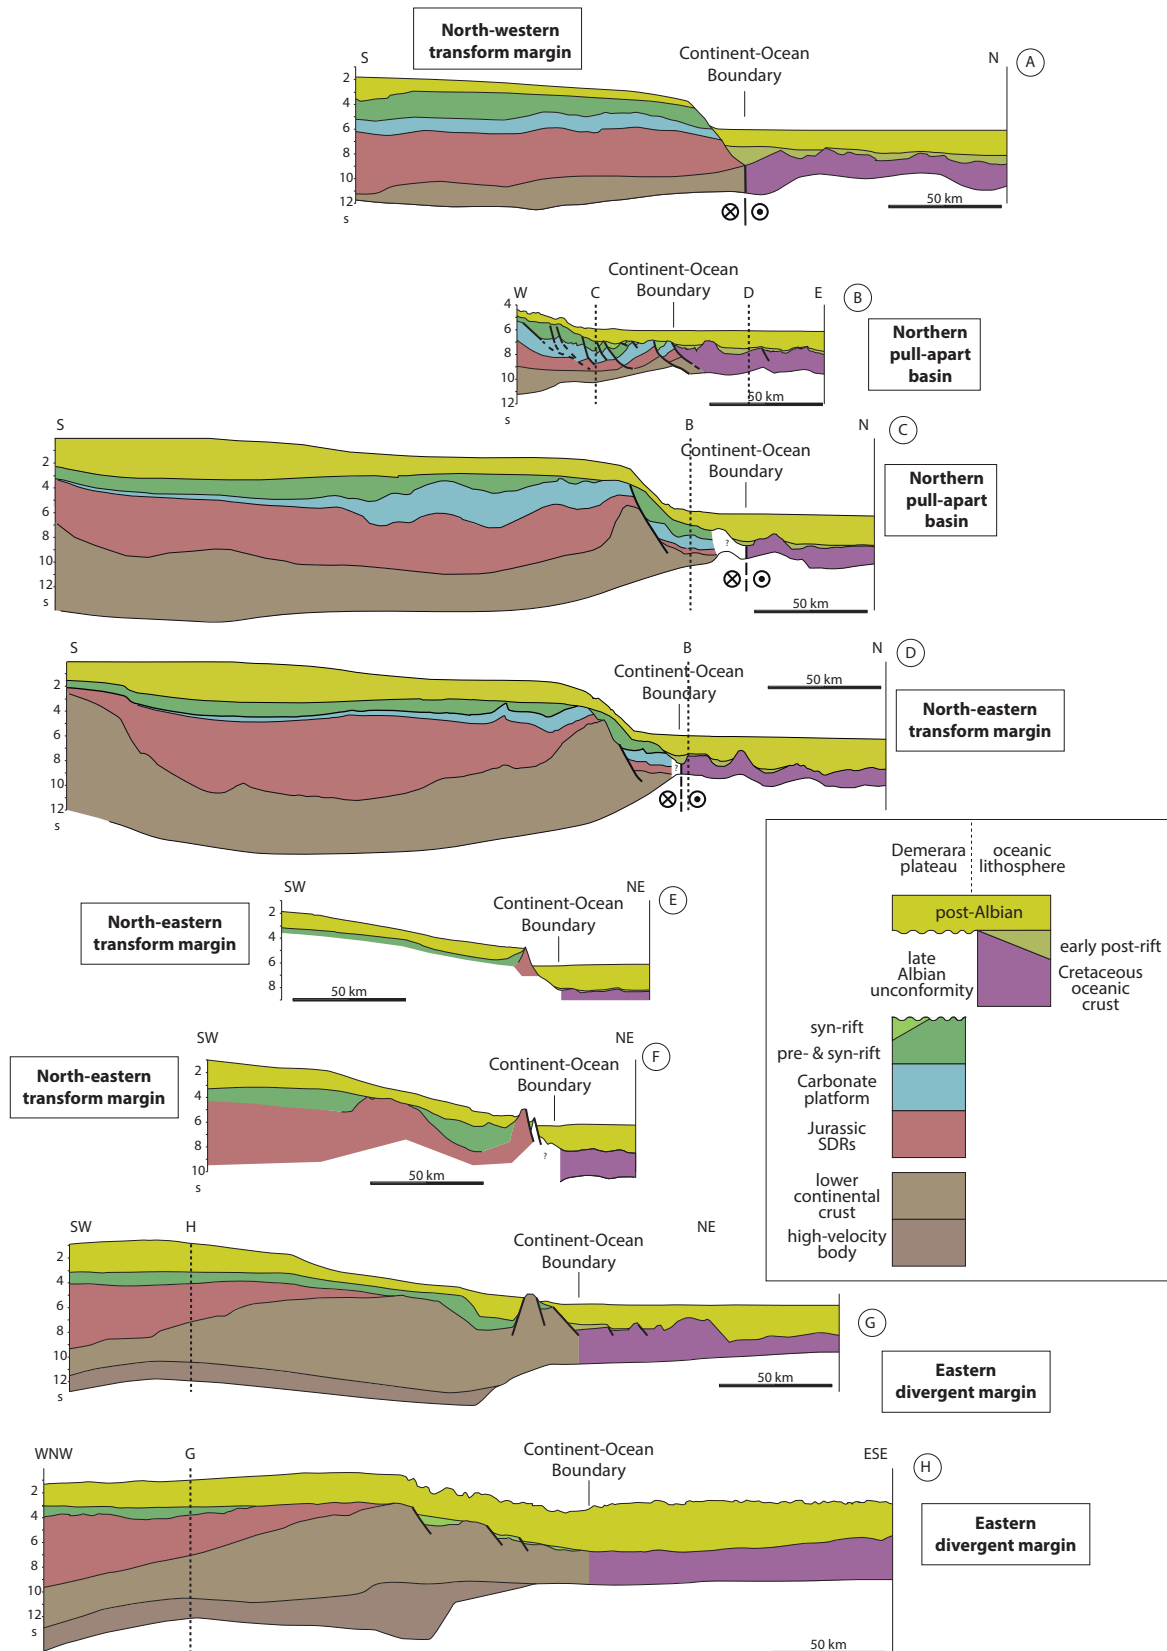 North-western
transform margin
S
Continent-Ocean
Boundary
N
A
2
4
6
8
10
12
s
50 km
Continent-Ocean
Boundary
W
C
D
E
B
4
6
8
10
12
s
50 km
Northern
pull-apart
basin
S
B
N
C
Continent-Ocean
Boundary
2
4
6
8
10
12
s
?
50 km
Northern
pull-apart
basin
S
B
N
D
Continent-Ocean
Boundary
50 km
2
4
6
8
10
12
s
?
North-eastern
transform margin
SW
NE
E
Continent-Ocean
Boundary
2
4
6
8
50 km
North-eastern
transform margin
SW
NE
F
Continent-Ocean
Boundary
2
4
6
8
10
s
?
50 km
North-eastern
transform margin
Demerara
plateau
oceanic
lithosphere
post-Albian
early post-rift
late
Albian
unconformity
Cretaceous
oceanic
crust
syn-rift
pre- & syn-rift
Carbonate
platform
Jurassic
SDRs
lower
continental
crust
high-velocity
body
SW
H
NE
Continent-Ocean
Boundary
2
4
6
8
10
12
s
G
50 km
Eastern
divergent margin
WNW
G
Continent-Ocean
Boundary
ESE
H
2
4
6
8
10
12
s
Eastern
divergent margin
50 km